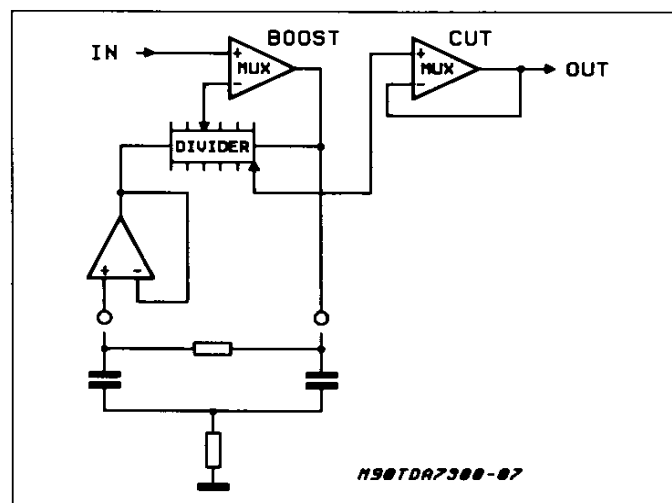 BOOST
CUT
IN
MUX
MUX
OUT
+
-
+
-
DIVIDER
+ -
M90TDA7300-07